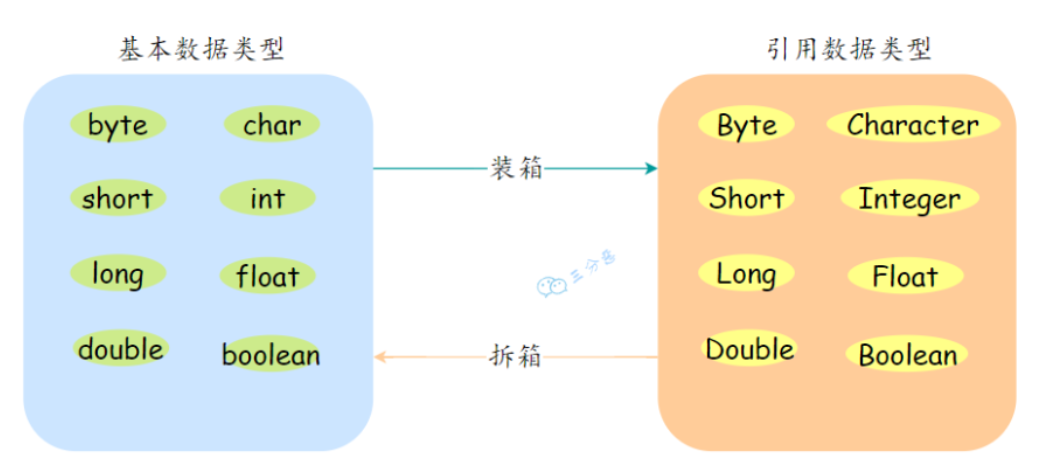 基本数据类型
引用数据类型
byte char
short int
long float
double boolean
装箱
三分恶
拆箱
Byte Character
Short Integer
Long Float
Double Boolean